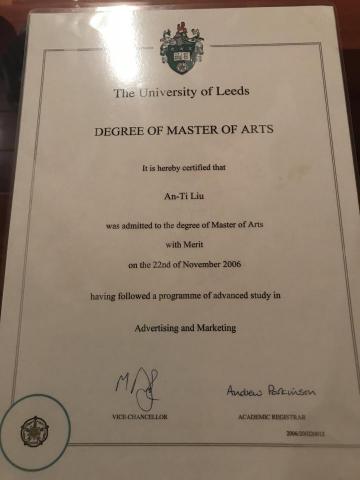 The University of Leeds
DEGREE OF MASTER OF ARTS
It is hereby certified that
An-Ti Liu
was admitted to the degree of Master of Arts
with Merit
on the 22nd of November 2006
having followed a programme of advanced study in
Advertising and Marketing
Andrew Parkinson
VICE-CHANCELLOR ACADEMIC REGISTRAR